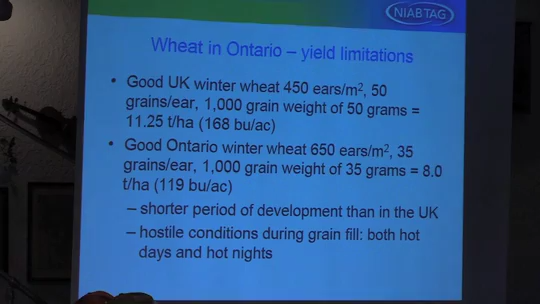 NIAB TAG
Wheat in Ontario – yield limitations
• Good UK winter wheat 450 ears/m², 50
grains/ear, 1,000 grain weight of 50 grams =
11.25 t/ha (168 bu/ac)
• Good Ontario winter wheat 650 ears/m², 35
grains/ear, 1,000 grain weight of 35 grams = 8.0
t/ha (119 bu/ac)
– shorter period of development than in the UK
– hostile conditions during grain fill: both hot
days and hot nights